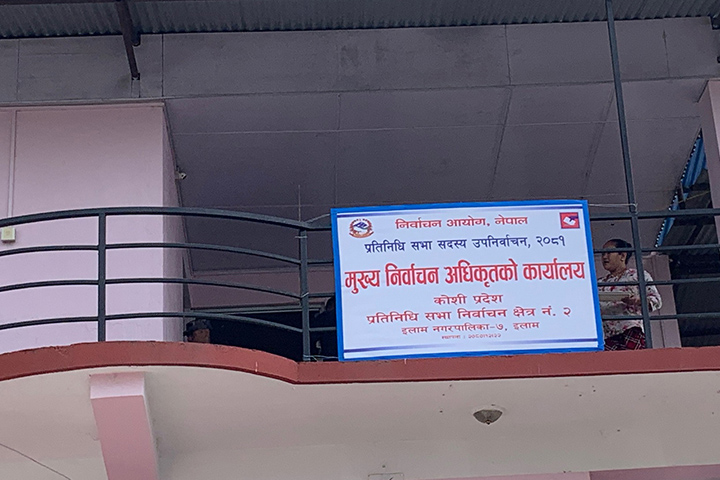 निर्वाचन आयोग, नेपाल
प्रतिनिधि सभा सदस्य उपनिर्वाचन, २०८१
मुख्य निर्वाचन अधिकृतको कार्यालय
कोशी प्रदेश
प्रतिनिधि सभा निर्वाचन क्षेत्र नं. २
इलाम नगरपालिका-७, इलाम
स्थापना :